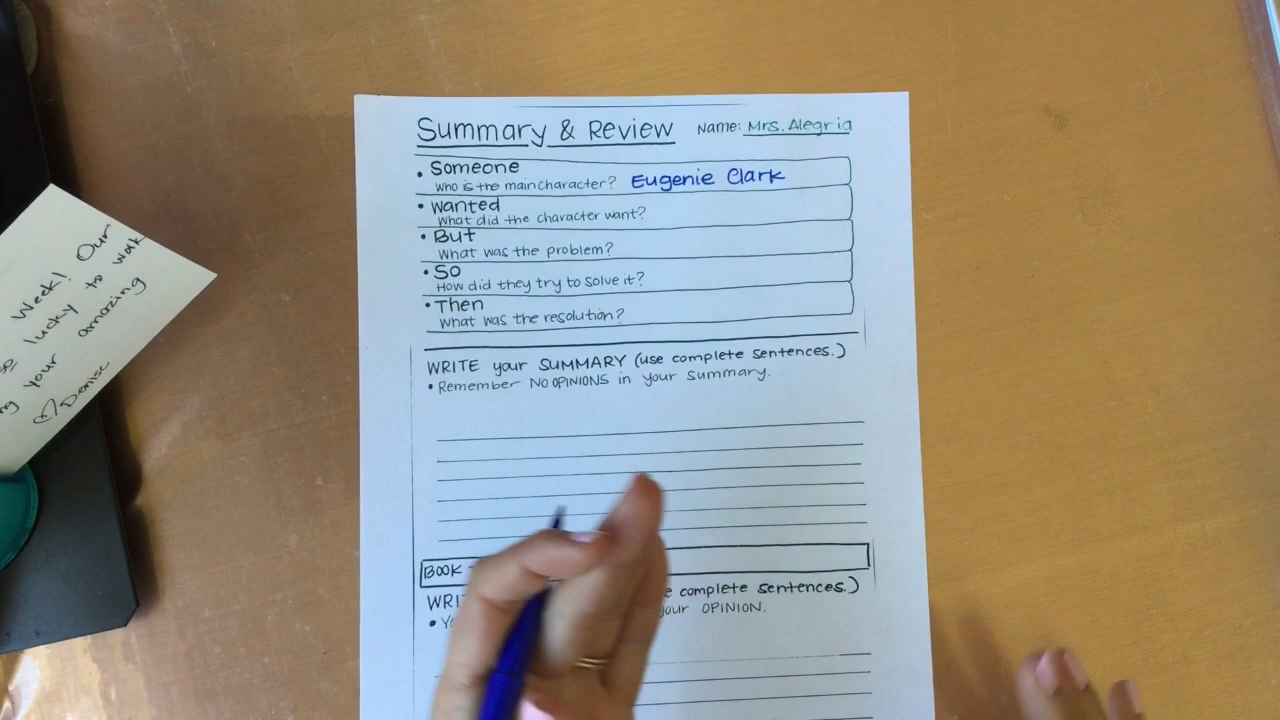 Summary & Review Name: Mrs. Alegria
• Someone
Who is the main character? Eugenie Clark
• Wanted
What did the character want?
• But
What was the problem?
• So
How did they try to solve it?
• Then
What was the resolution?
WRITE your SUMMARY (use complete sentences.)
• Remember NO OPINIONS in your summary.
BOOK
complete sentences.)
your OPINION.
Week! Our
lucky to walk
your amazing
Denise